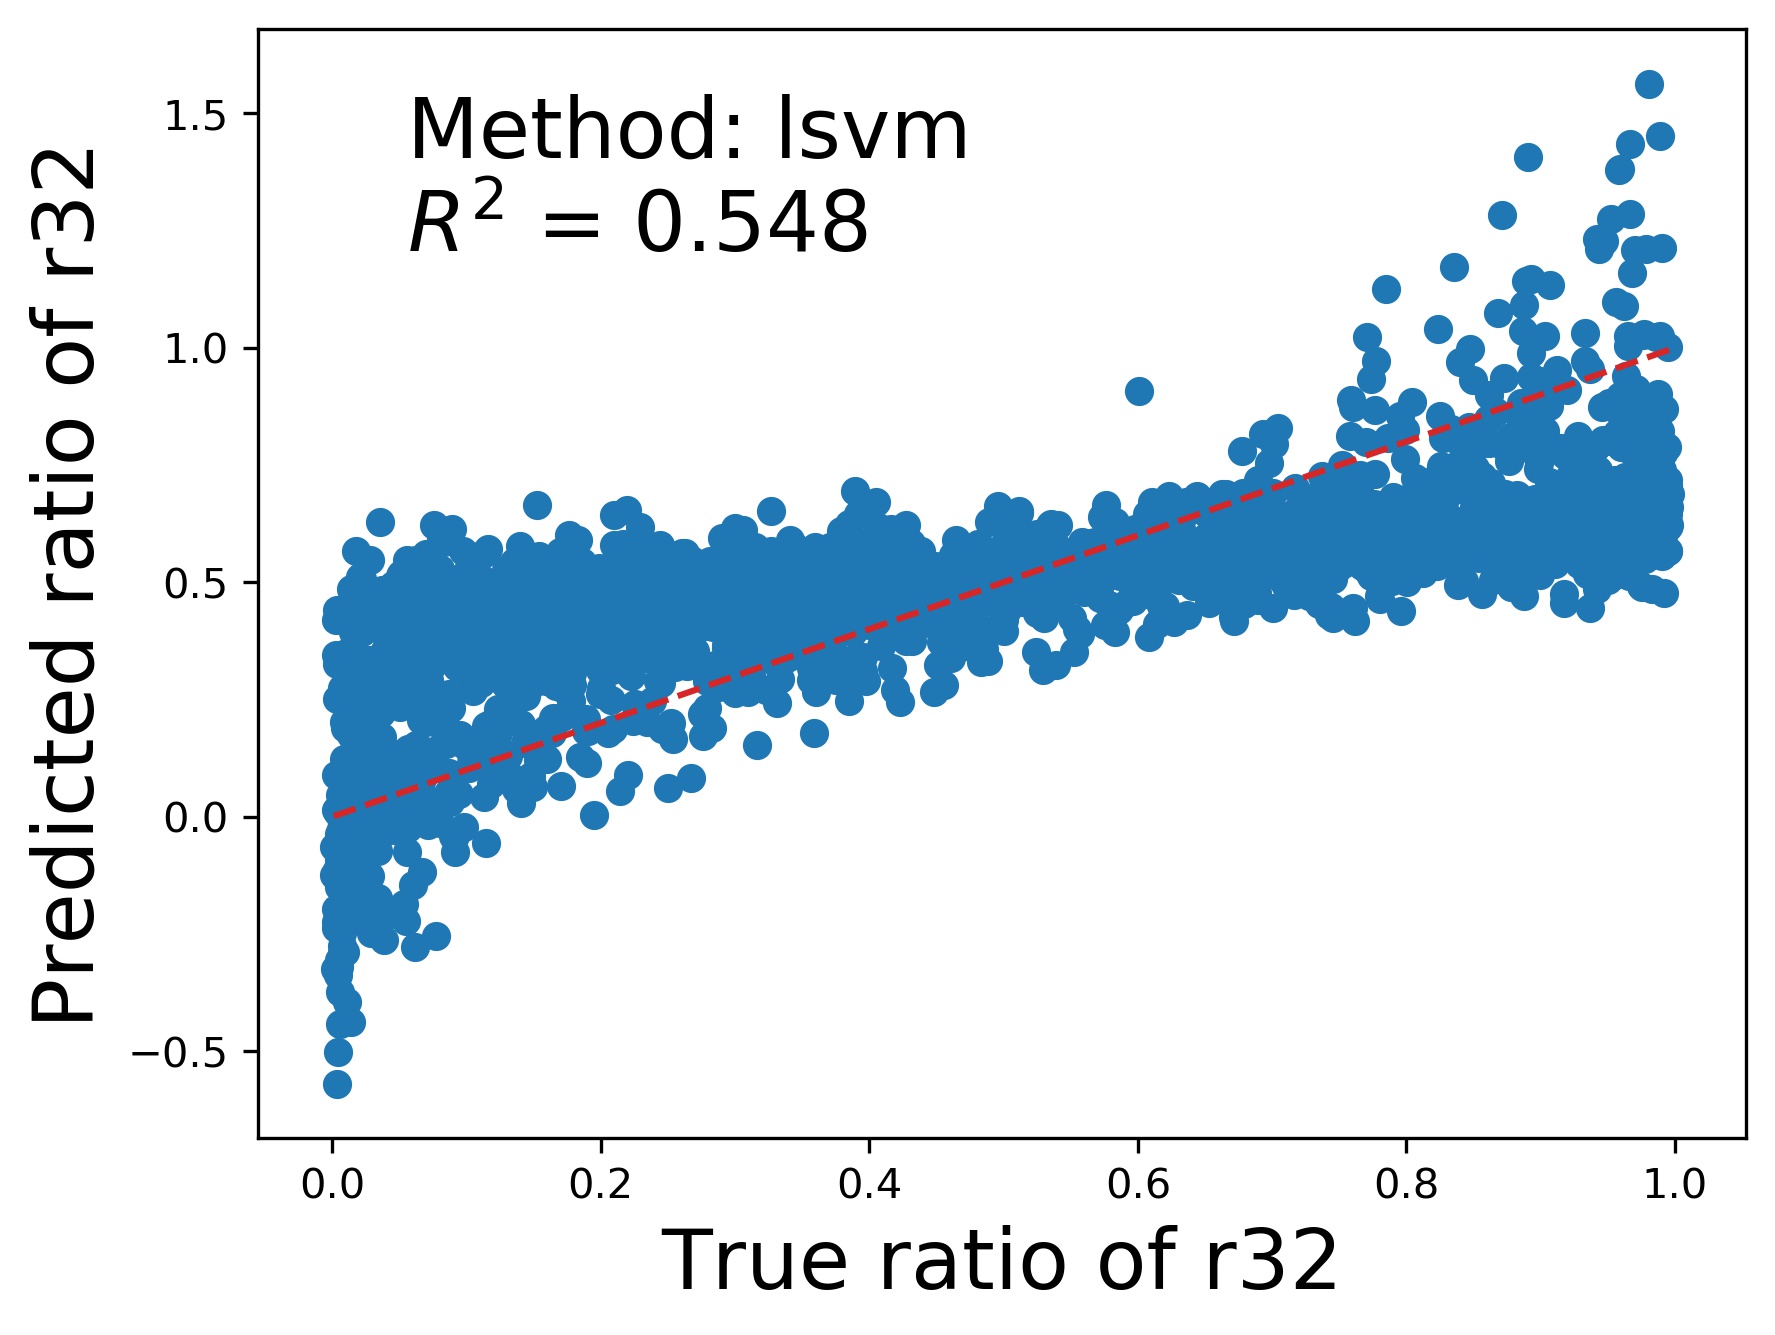 Method: lsvm
R² = 0.548
1.5
1.0
0.5
0.0
−0.5
Predicted ratio of r32
0.0 0.2 0.4 0.6 0.8 1.0
True ratio of r32